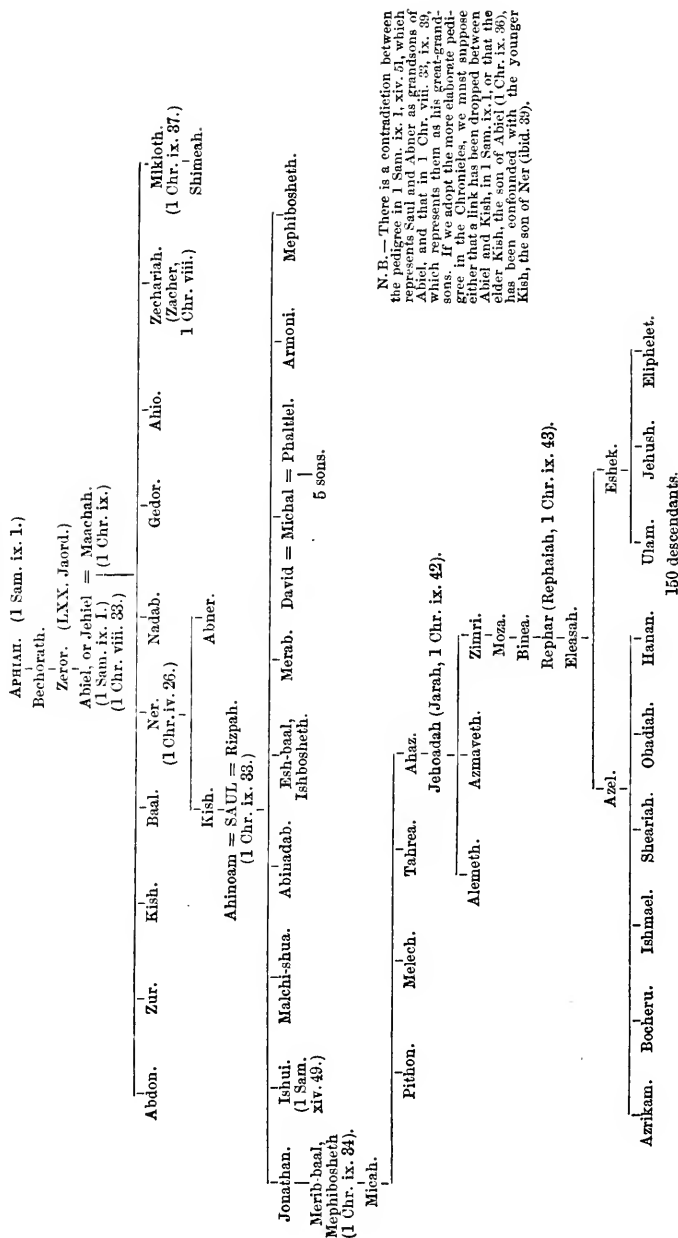 APHIAH. (1 Sam. ix. 1.)
Bechorath.
Zeror. (LXX. Jaord.)
Abiel, or Jehiel = Maachah.
(1 Sam. ix. 1.) (1 Chr. ix.)
(1 Chr. viii. 33.)
Abdon. Zur. Kish. Baal. Ner. Nadab. Gedor. Ahio. Zechariah. Mikloth.
(1 Chr. iv. 26.) (Zacher, (1 Chr. ix. 37.)
1 Chr. viii.) Shimeah.
Kish. Abner.
Ahinoam = SAUL = Rizpah.
(1 Chr. ix. 33.)
Jonathan. Ishui. Malchi-shua. Abinadab. Esh-baal, Merab. David = Michal = Phaltiel. Armoni. Mephibosheth.
(1 Sam. Ishbosheth.
xiv. 49.) 5 sons.
Merib-baal,
Mephibosheth
(1 Chr. ix. 34).
Micah.
Pithon. Melech. Tahrea. Ahaz.
Jehoadah (Jarah, 1 Chr. ix. 42).
Alemeth. Azmaveth. Zimri.
Moza.
Binea.
Rephar (Rephaiah, 1 Chr. ix. 43).
Eleasah.
Azel. Eshek.
Azrikam. Bocheru. Ishmael. Sheariah. Obadiah. Hanan. Ulam. Jehush. Eliphelet.
150 descendants.
N. B.—There is a contradiction between
the pedigree in 1 Sam. ix. 1, xiv. 51, which
represents Saul and Abner as grandsons of
Abiel, and that in 1 Chr. viii. 33, ix. 39,
which represents them as his great-grand-
sons. If we adopt the more elaborate pedi-
gree in the Chronicles, we must suppose
either that a link has been dropped between
Abiel and Kish, in 1 Sam. ix. 1, or that the
elder Kish, the son of Abiel (1 Chr. ix. 36),
has been confounded with the younger
Kish, the son of Ner (ibid. 39).